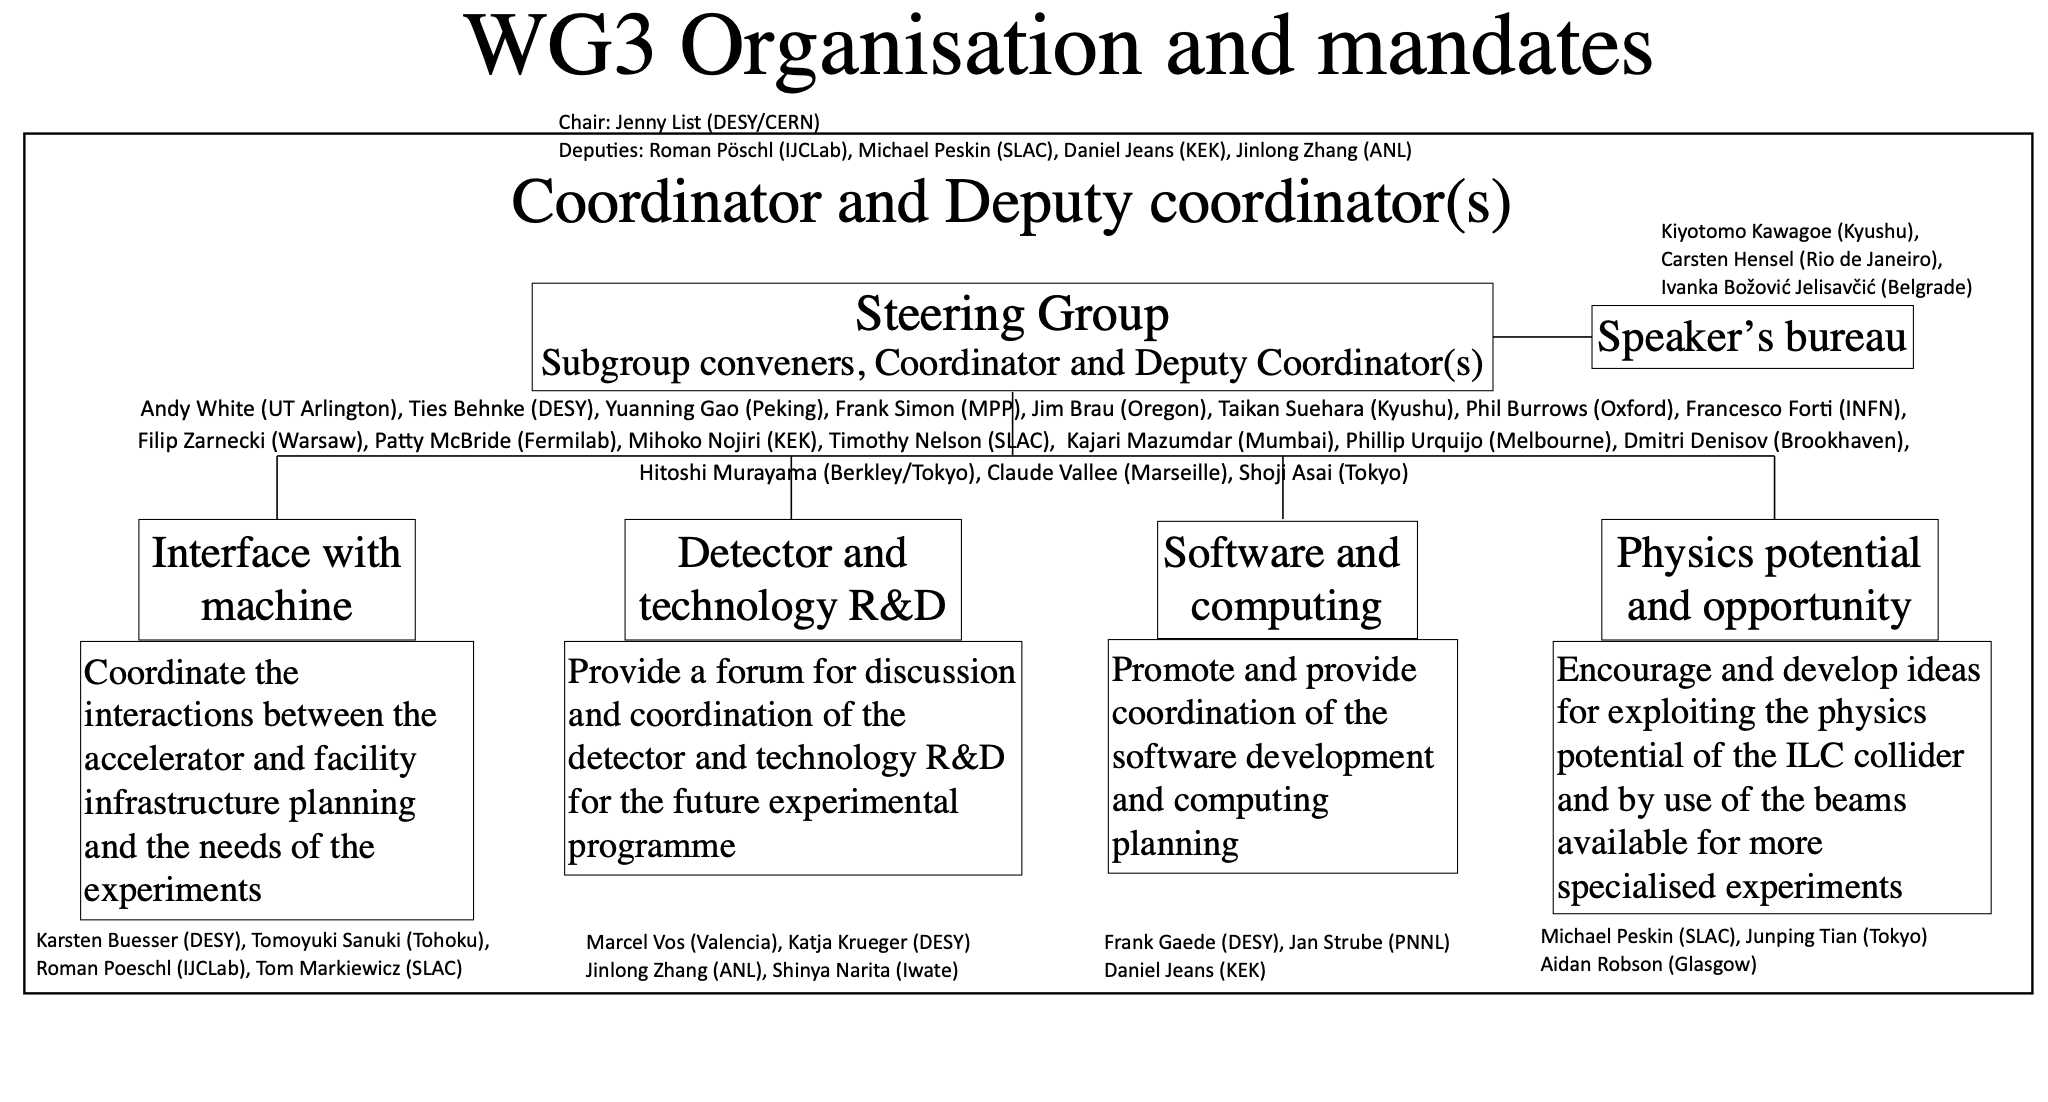 WG3 Organisation and mandates
Chair: Jenny List (DESY/CERN)
Deputies: Roman Pöschl (IJCLab), Michael Peskin (SLAC), Daniel Jeans (KEK), Jinlong Zhang (ANL)
Coordinator and Deputy coordinator(s)
Kiyotomo Kawagoe (Kyushu),
Carsten Hensel (Rio de Janeiro),
Ivanka Božović Jelisavčić (Belgrade)
Steering Group
Subgroup conveners, Coordinator and Deputy Coordinator(s)
Speaker’s bureau
Andy White (UT Arlington), Ties Behnke (DESY), Yuanning Gao (Peking), Frank Simon (MPP), Jim Brau (Oregon), Taikan Suehara (Kyushu), Phil Burrows (Oxford), Francesco Forti (INFN),
Filip Zarnecki (Warsaw), Patty McBride (Fermilab), Mihoko Nojiri (KEK), Timothy Nelson (SLAC), Kajari Mazumdar (Mumbai), Phillip Urquijo (Melbourne), Dmitri Denisov (Brookhaven),
Hitoshi Murayama (Berkley/Tokyo), Claude Vallee (Marseille), Shoji Asai (Tokyo)
Interface with
machine
Coordinate the
interactions between the
accelerator and facility
infrastructure planning
and the needs of the
experiments
Karsten Buesser (DESY), Tomoyuki Sanuki (Tohoku),
Roman Poeschl (IJCLab), Tom Markiewicz (SLAC)
Detector and
technology R&D
Provide a forum for discussion
and coordination of the
detector and technology R&D
for the future experimental
programme
Marcel Vos (Valencia), Katja Krueger (DESY)
Jinlong Zhang (ANL), Shinya Narita (Iwate)
Software and
computing
Promote and provide
coordination of the
software development
and computing
planning
Frank Gaede (DESY), Jan Strube (PNNL)
Daniel Jeans (KEK)
Physics potential
and opportunity
Encourage and develop ideas
for exploiting the physics
potential of the ILC collider
and by use of the beams
available for more
specialised experiments
Michael Peskin (SLAC), Junping Tian (Tokyo)
Aidan Robson (Glasgow)